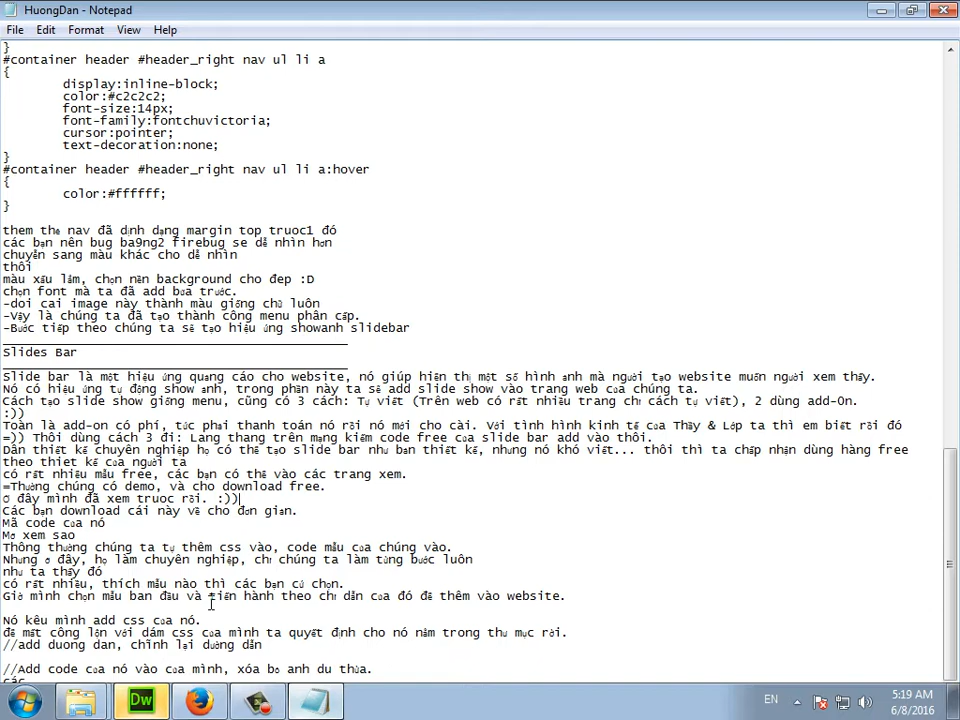 HuongDan - Notepad
File Edit Format View Help
}
#container header #header_right nav ul li a
{
display:inline-block;
color:#c2c2c2;
font-size:14px;
font-family:fontchuvictoria;
cursor:pointer;
text-decoration:none;
}
#container header #header_right nav ul li a:hover
{
color:#ffffff;
}
them thẻ nav đã định dạng margin top truoc1 đó
các bạn nên bug ba9ng2 firebug se dễ nhìn hơn
chuyển sang màu khác cho dễ nhìn
thôi
màu xấu lắm, chọn nền background cho đep :D
chọn font mà ta đã add bữa trước.
-doi cai image này thành màu giống chữ luôn
-Vậy là chúng ta đã tạo thành công menu phân cấp.
-Bước tiếp theo chúng ta sẽ tạo hiệu ứng showanh slidebar
Slides Bar
Slide bar là một hiệu ứng quảng cáo cho website, nó giúp hiển thị một số hình ảnh mà người tạo website muốn người xem thấy.
Nó có hiệu ứng tự động show ảnh, trong phần này ta sẽ add slide show vào trang web của chúng ta.
Cách tạo slide show giống menu, cũng có 3 cách: Tự viết (Trên web có rất nhiều trang chỉ cách tự viết), 2 dùng add-On.
:))
Toàn là add-on có phí, tức phải thanh toán nó rồi nó mới cho cài. Với tình hình kinh tế của Thầy & Lớp ta thì em biết rồi đó
=)) Thôi dùng cách 3 đi: Lang thang trên mạng kiếm code free của slide bar add vào thôi.
Dân thiết kế chuyên nghiệp họ có thể tạo slide bar như bạn thiết kế, nhưng nó khó viết... thôi thì ta chấp nhận dùng hàng free
theo thiet kế của người ta
có rất nhiều mẫu free, các bạn có thể vào các trang xem.
=Thường chúng có demo, và cho download free.
Ở đây mình đã xem truoc rồi. :))
Các bạn download cái này về cho đơn giản.
Mã code của nó
Mở xem sao
Thông thường chúng ta tự thêm css vào, code mẫu của chúng vào.
Nhưng ở đây, họ làm chuyên nghiệp, chỉ chúng ta làm từng bước luôn
như ta thấy đó
có rất nhiều, thích mẫu nào thì các bạn cứ chọn.
Giờ mình chọn mẫu ban đầu và tiến hành theo chỉ dẫn của đó để thêm vào website.
Nó kêu mình add css của nó.
để mất công lộn với dám css của mình ta quyết định cho nó nằm trong thư mục rời.
//add duong dan, chĩnh lại dường dẫn
//Add code của nó vào của mình, xóa bỏ anh du thừa.
các
EN
5:19 AM
6/8/2016